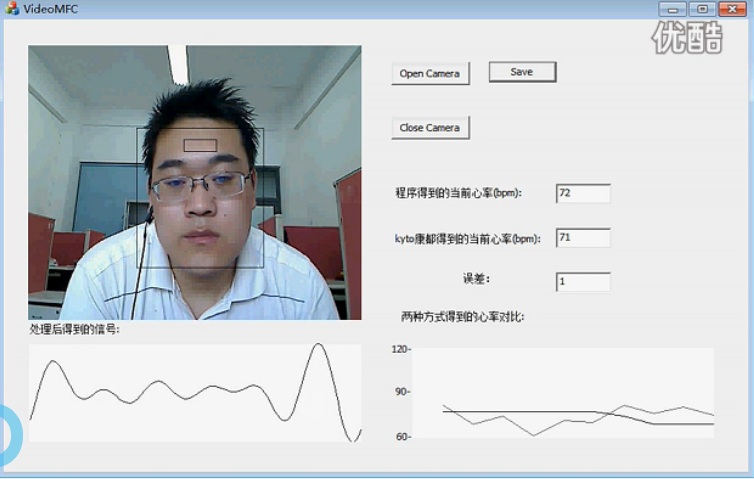 VideoMFC
优酷
Open Camera
Save
Close Camera
程序得到的当前心率(bpm):
72
kyto康都得到的当前心率(bpm):
71
误差:
1
两种方式得到的心率对比:
处理后得到的信号:
120-
90-
60-